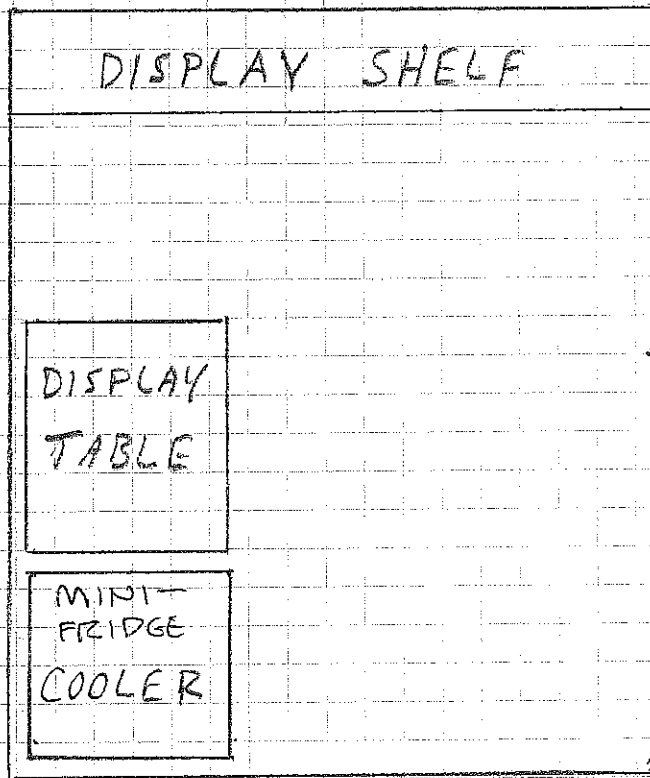 DISPLAY SHELF
DISPLAY
TABLE
MINI-
FRIDGE
COOLER